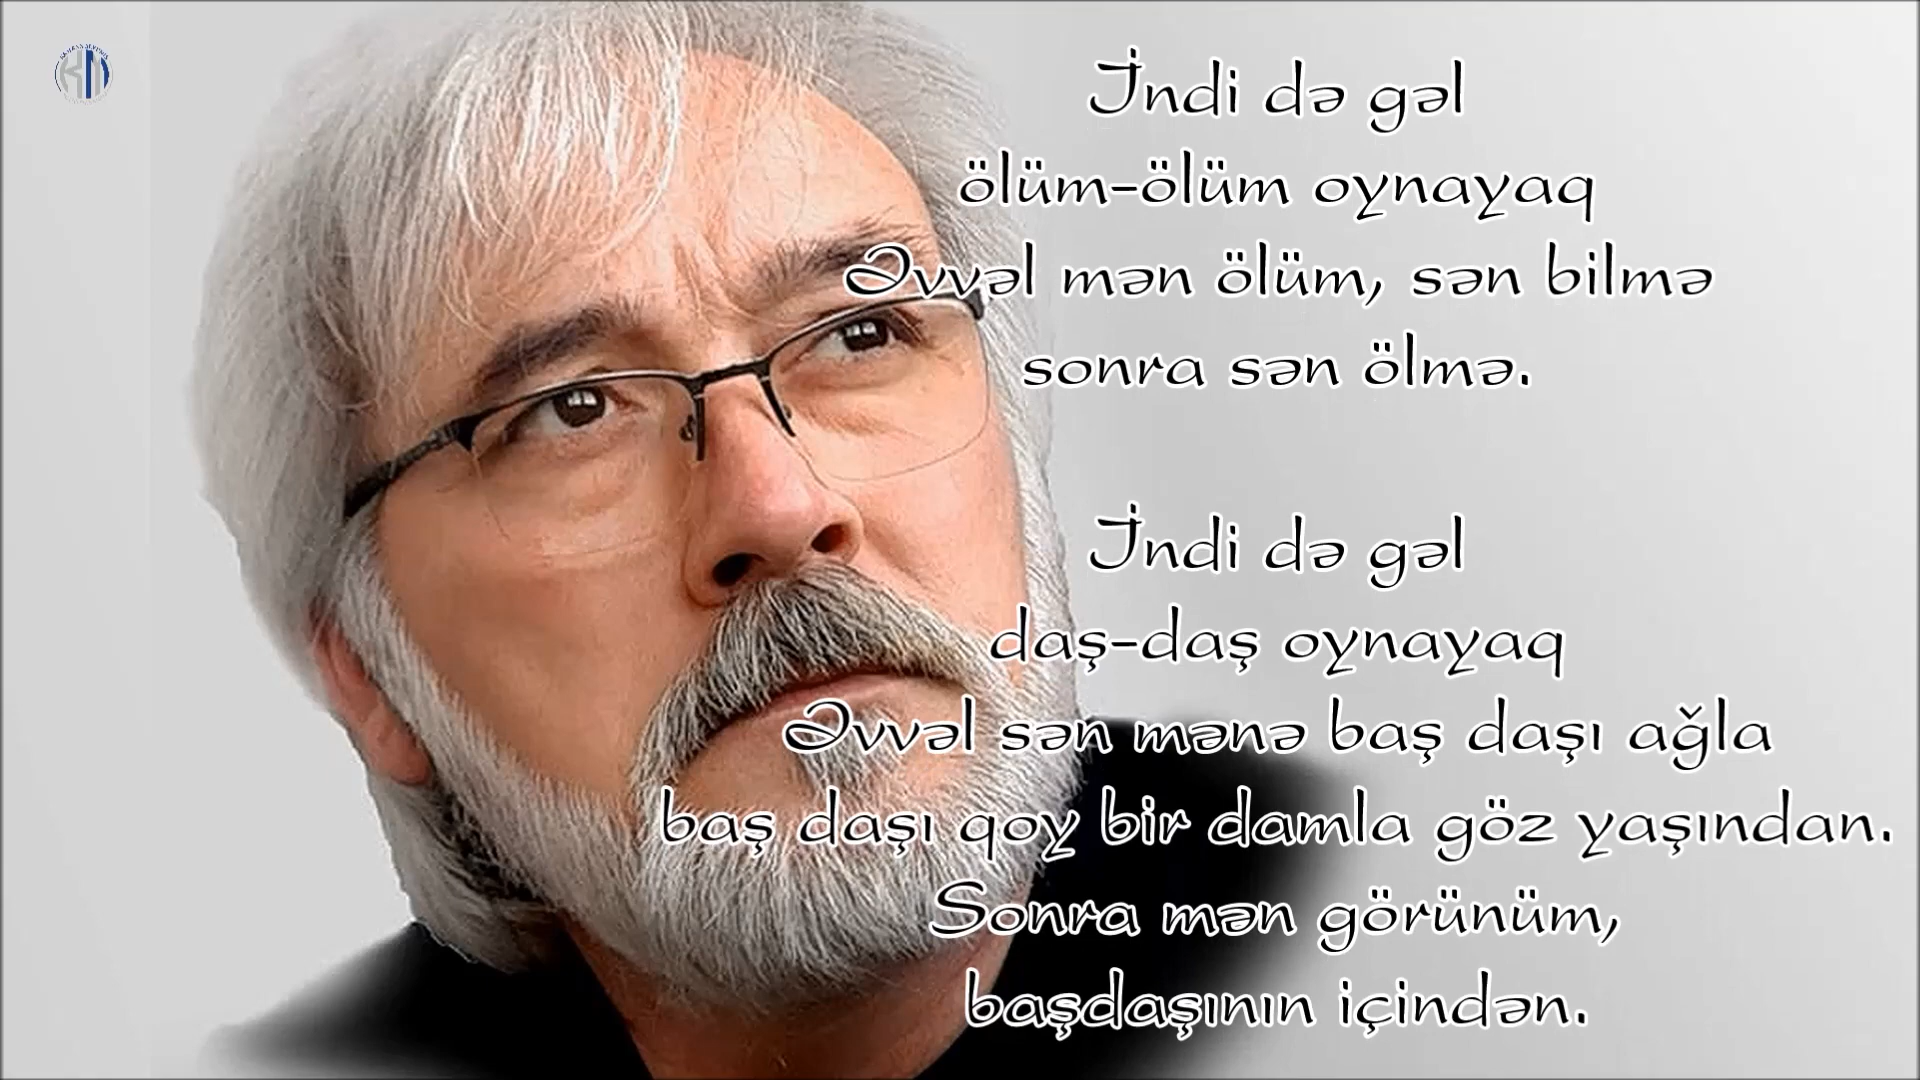 İndi də gəl
ölüm-ölüm oynayaq
Əvvəl mən ölüm, sən bilmə
sonra sən ölmə.
İndi də gəl
daş-daş oynayaq
Əvvəl sən mənə baş daşı ağla
baş daşı qoy bir damla göz yaşından.
Sonra mən görünüm,
başdaşının içindən.